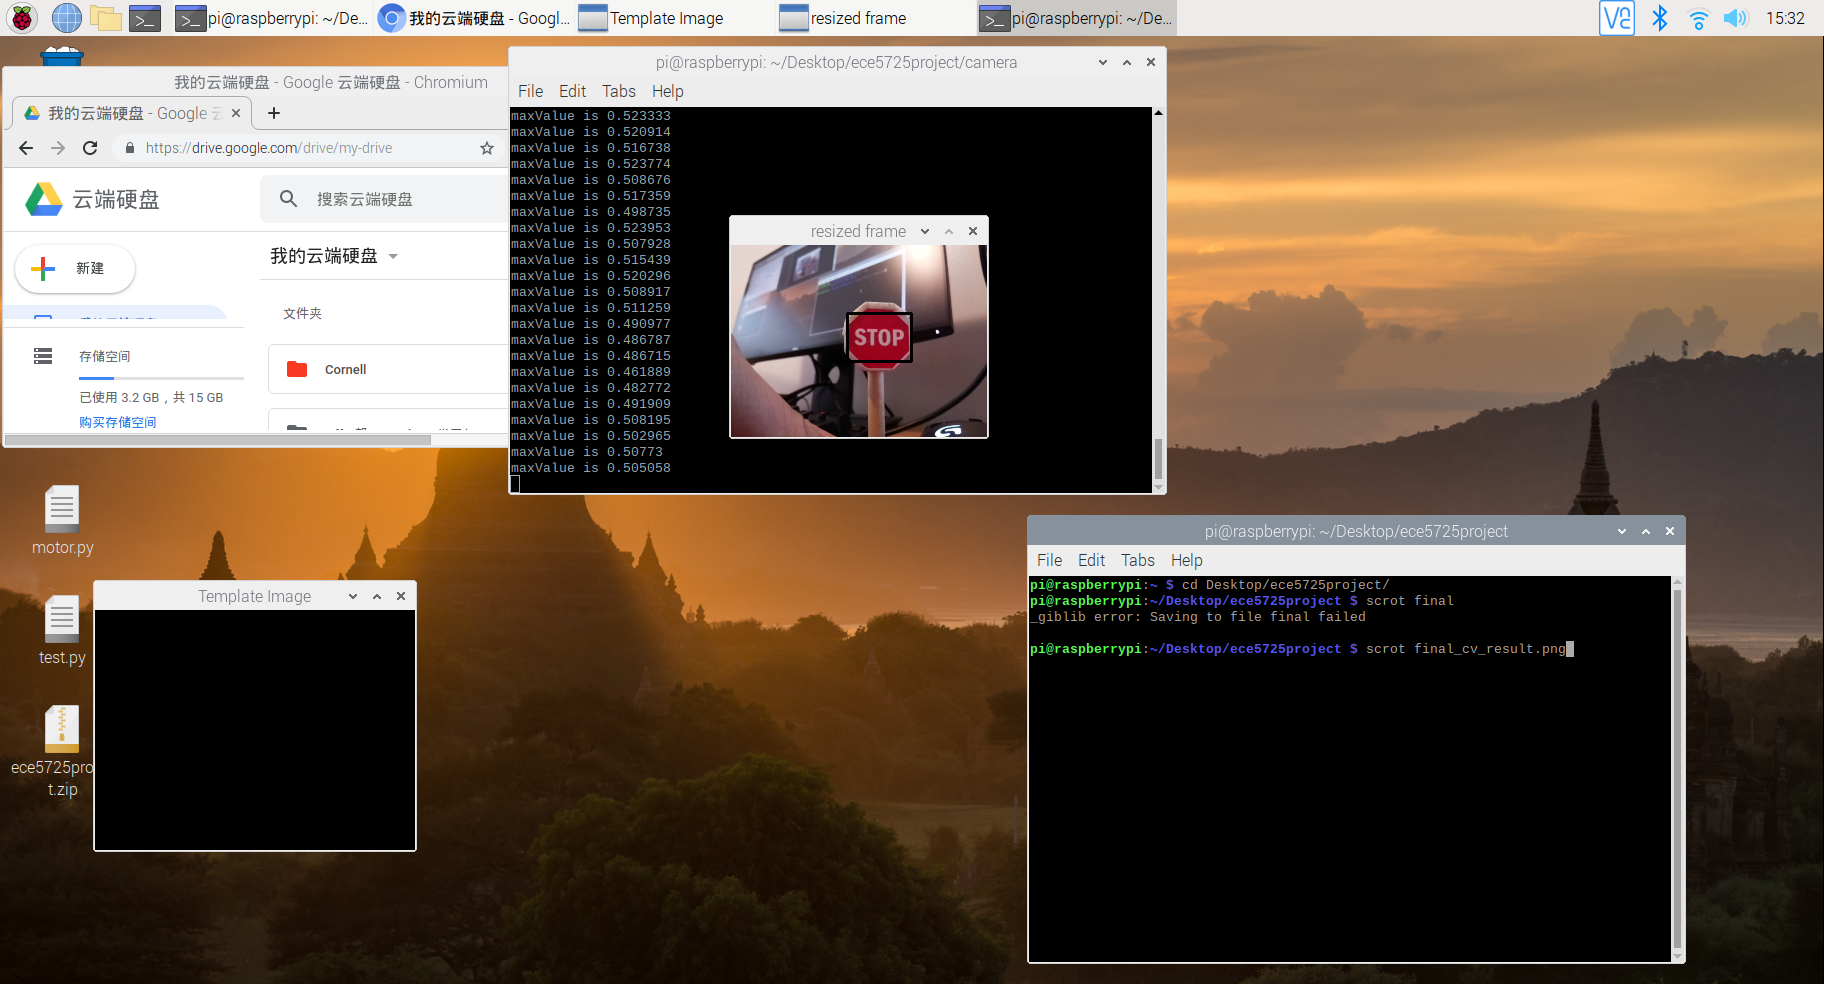 pi@raspberrypi: ~/De...
我的云端硬盘 - Googl...
Template Image
resized frame
pi@raspberrypi: ~/De...
15:32
我的云端硬盘 - Google 云端硬盘 - Chromium
我的云端硬盘 - Google
https://drive.google.com/drive/my-drive
云端硬盘
搜索云端硬盘
新建
我的云端硬盘
文件夹
存储空间
Cornell
已使用 3.2 GB，共 15 GB
购买存储空间
pi@raspberrypi: ~/Desktop/ece5725project/camera
File Edit Tabs Help
maxValue is 0.523333
maxValue is 0.520914
maxValue is 0.516738
maxValue is 0.523774
maxValue is 0.508676
maxValue is 0.517359
maxValue is 0.498735
maxValue is 0.523953
maxValue is 0.507928
maxValue is 0.515439
maxValue is 0.520296
maxValue is 0.508917
maxValue is 0.511259
maxValue is 0.490977
maxValue is 0.486787
maxValue is 0.486715
maxValue is 0.461889
maxValue is 0.482772
maxValue is 0.491909
maxValue is 0.508195
maxValue is 0.502965
maxValue is 0.50773
maxValue is 0.505058
resized frame
STOP
motor.py
test.py
ece5725pro
t.zip
Template Image
pi@raspberrypi: ~/Desktop/ece5725project
File Edit Tabs Help
pi@raspberrypi:~ $ cd Desktop/ece5725project/
pi@raspberrypi:~/Desktop/ece5725project $ scrot final
_giblib error: Saving to file final failed
pi@raspberrypi:~/Desktop/ece5725project $ scrot final_cv_result.png